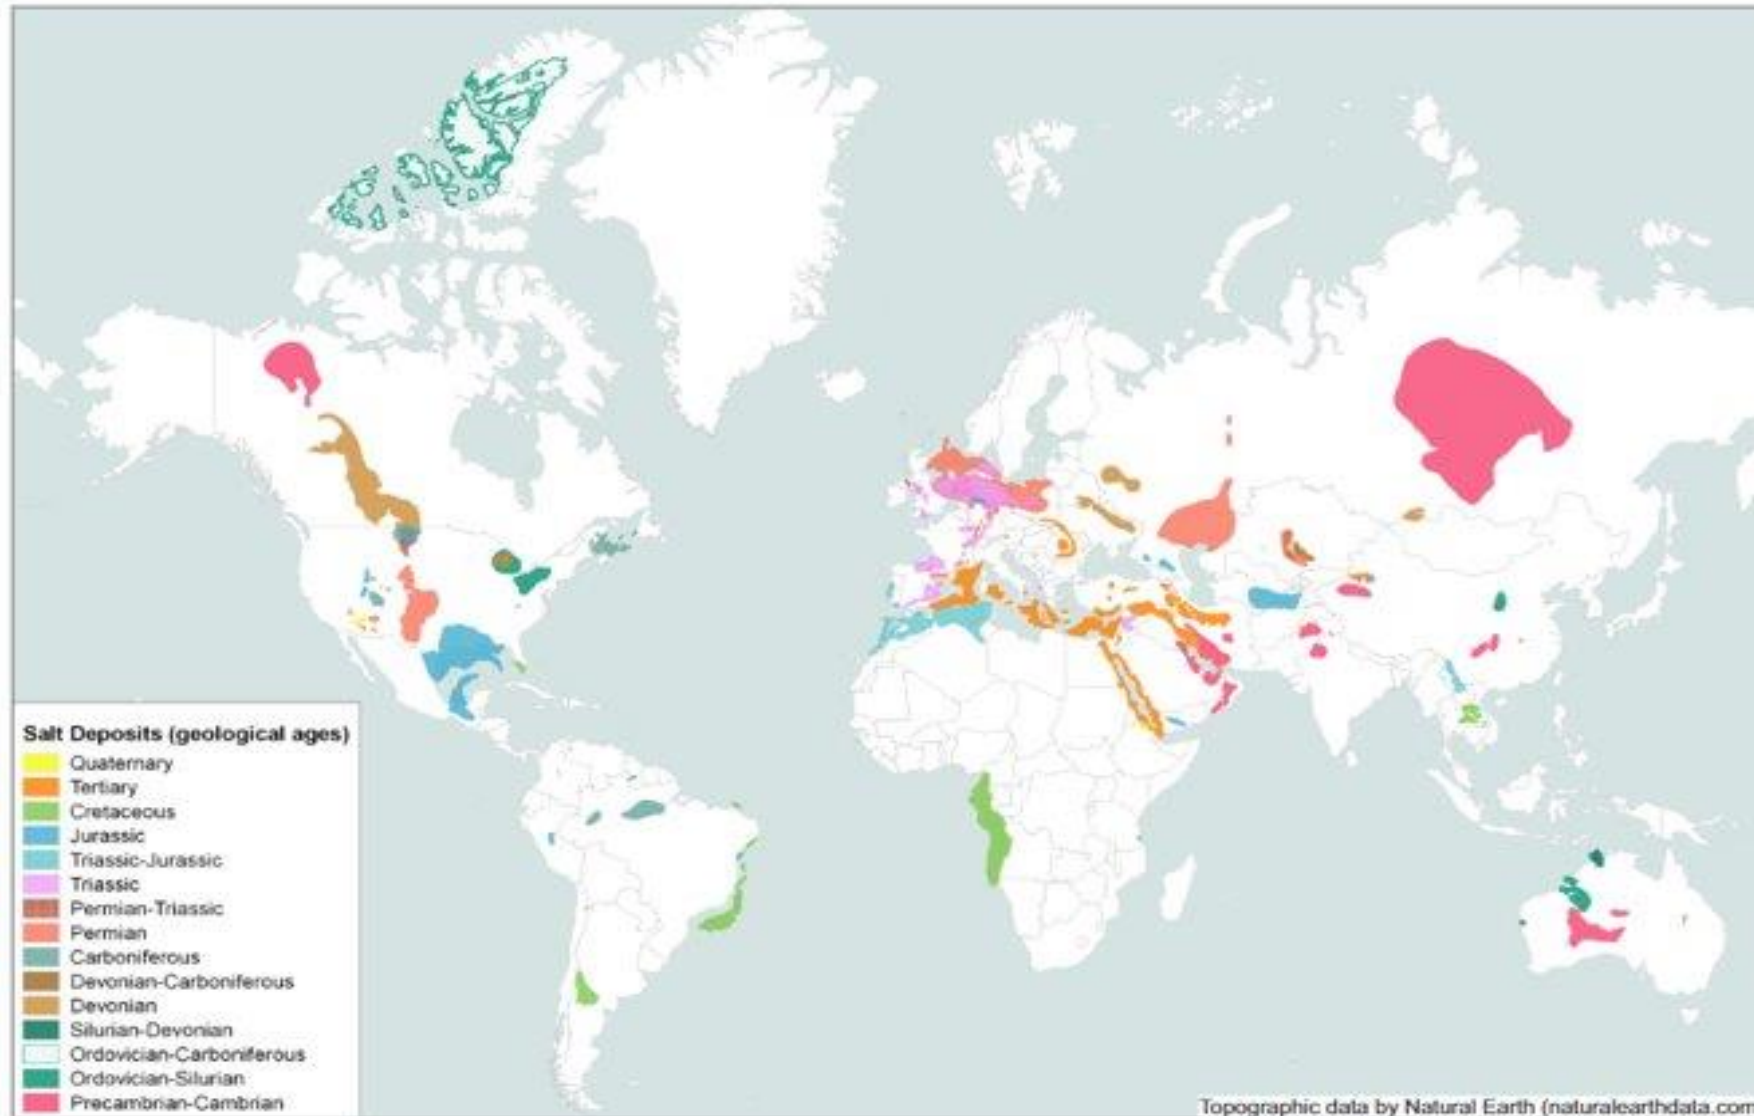 Salt Deposits (geological ages)
Quaternary
Tertiary
Cretaceous
Jurassic
Triassic-Jurassic
Triassic
Permian-Triassic
Permian
Carboniferous
Devonian-Carboniferous
Devonian
Silurian-Devonian
Ordovician-Carboniferous
Ordovician-Silurian
Precambrian-Cambrian
Topographic data by Natural Earth (naturalearthdata.com